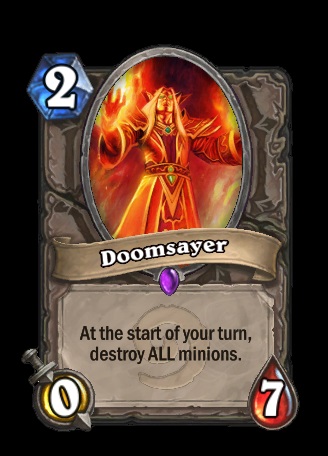 2
Doomsayer
At the start of your turn,
destroy ALL minions.
0
7